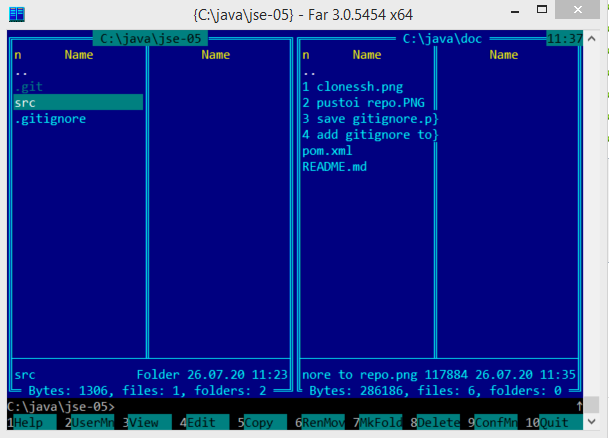 {C:\java\jse-05} - Far 3.0.5454 x64
C:\java\jse-05
n Name Name
..
.git
src
.gitignore
src Folder 26.07.20 11:23
Bytes: 1306, files: 1, folders: 2
C:\java\doc 11:37
n Name Name
..
1 clonessh.png
2 pustoi repo.PNG
3 save gitignore.p}
4 add gitignore to}
pom.xml
README.md
nore to repo.png 117884 26.07.20 11:35
Bytes: 286186, files: 6, folders: 0
C:\java\jse-05>
1Help 2UserMn 3View 4Edit 5Copy 6RenMov 7MkFold 8Delete 9ConfMn 10Quit